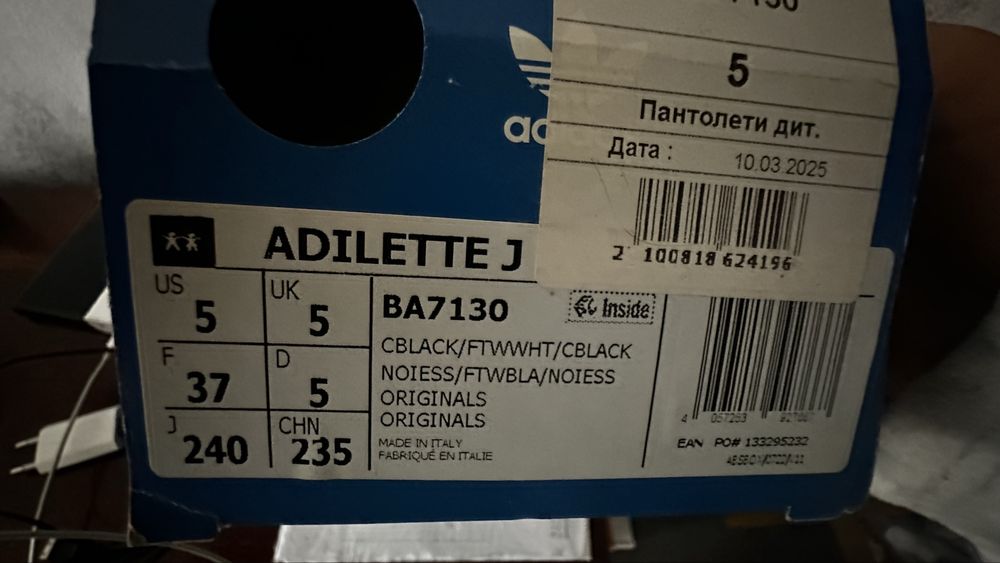 5
Пантолети дит.
Дата : 10.03.2025
2 100818 624196
ADILETTE J
US 5 UK 5
F 37 D 5
J 240 CHN 235
BA7130
Inside
CBLACK/FTWWHT/CBLACK
NOIESS/FTWBLA/NOIESS
ORIGINALS
ORIGINALS
MADE IN ITALY
FABRIQUÉ EN ITALIE
EAN PO# 133295232